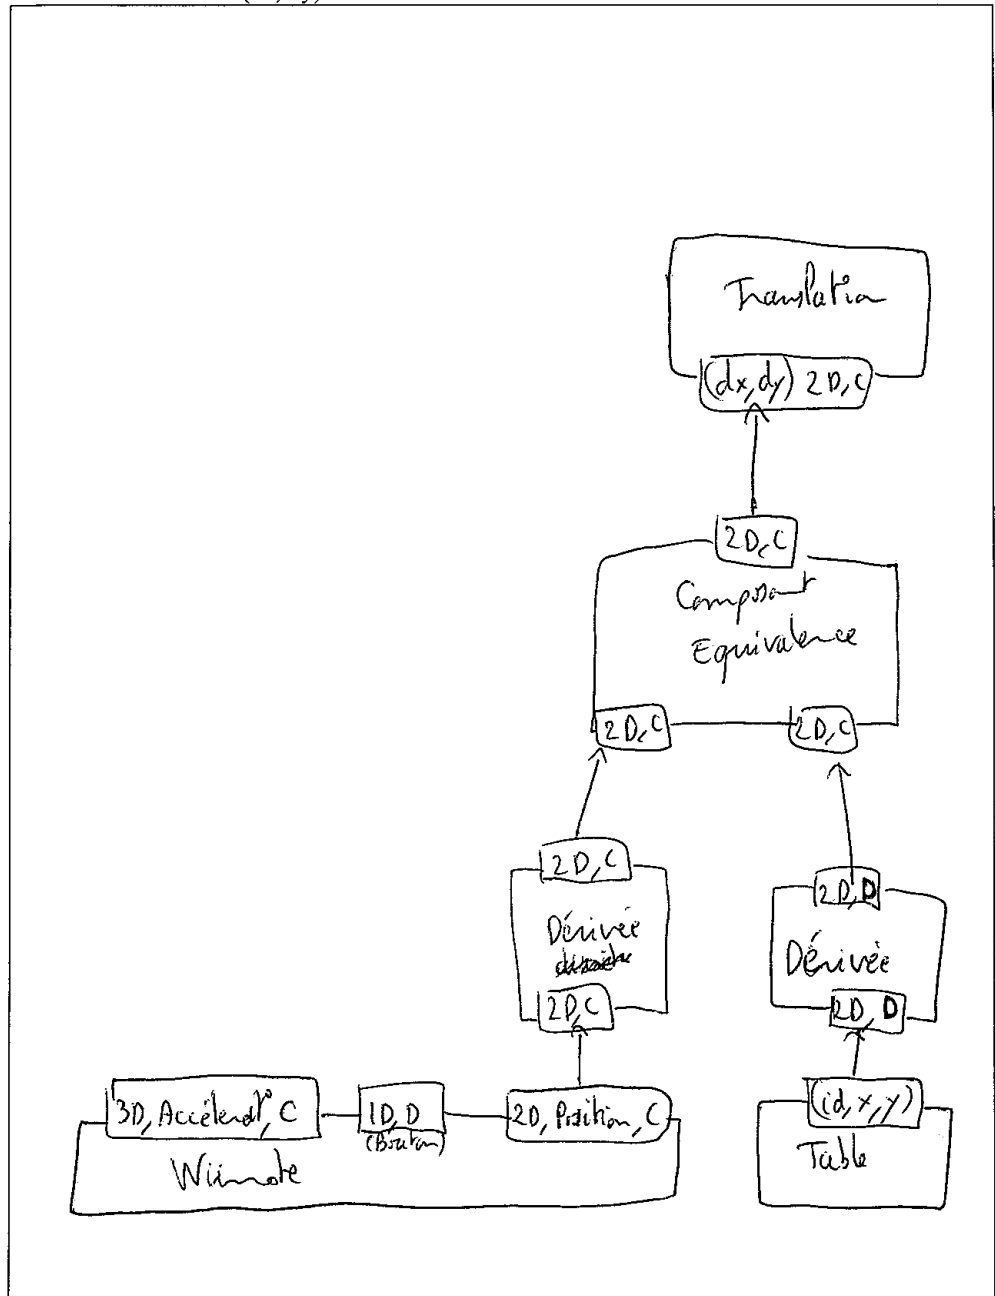 Translation
(dx,dy) 2D,C
2D,C
Composant
Equivalence
2D,C 2D,C
2D,C 2D,D
Dérivée Dérivée
2D,C 2D,D
3D, Accélerat°, C 1D,D 2D, Position, C (id,x,y)
(Bouton)
Wiimote Table